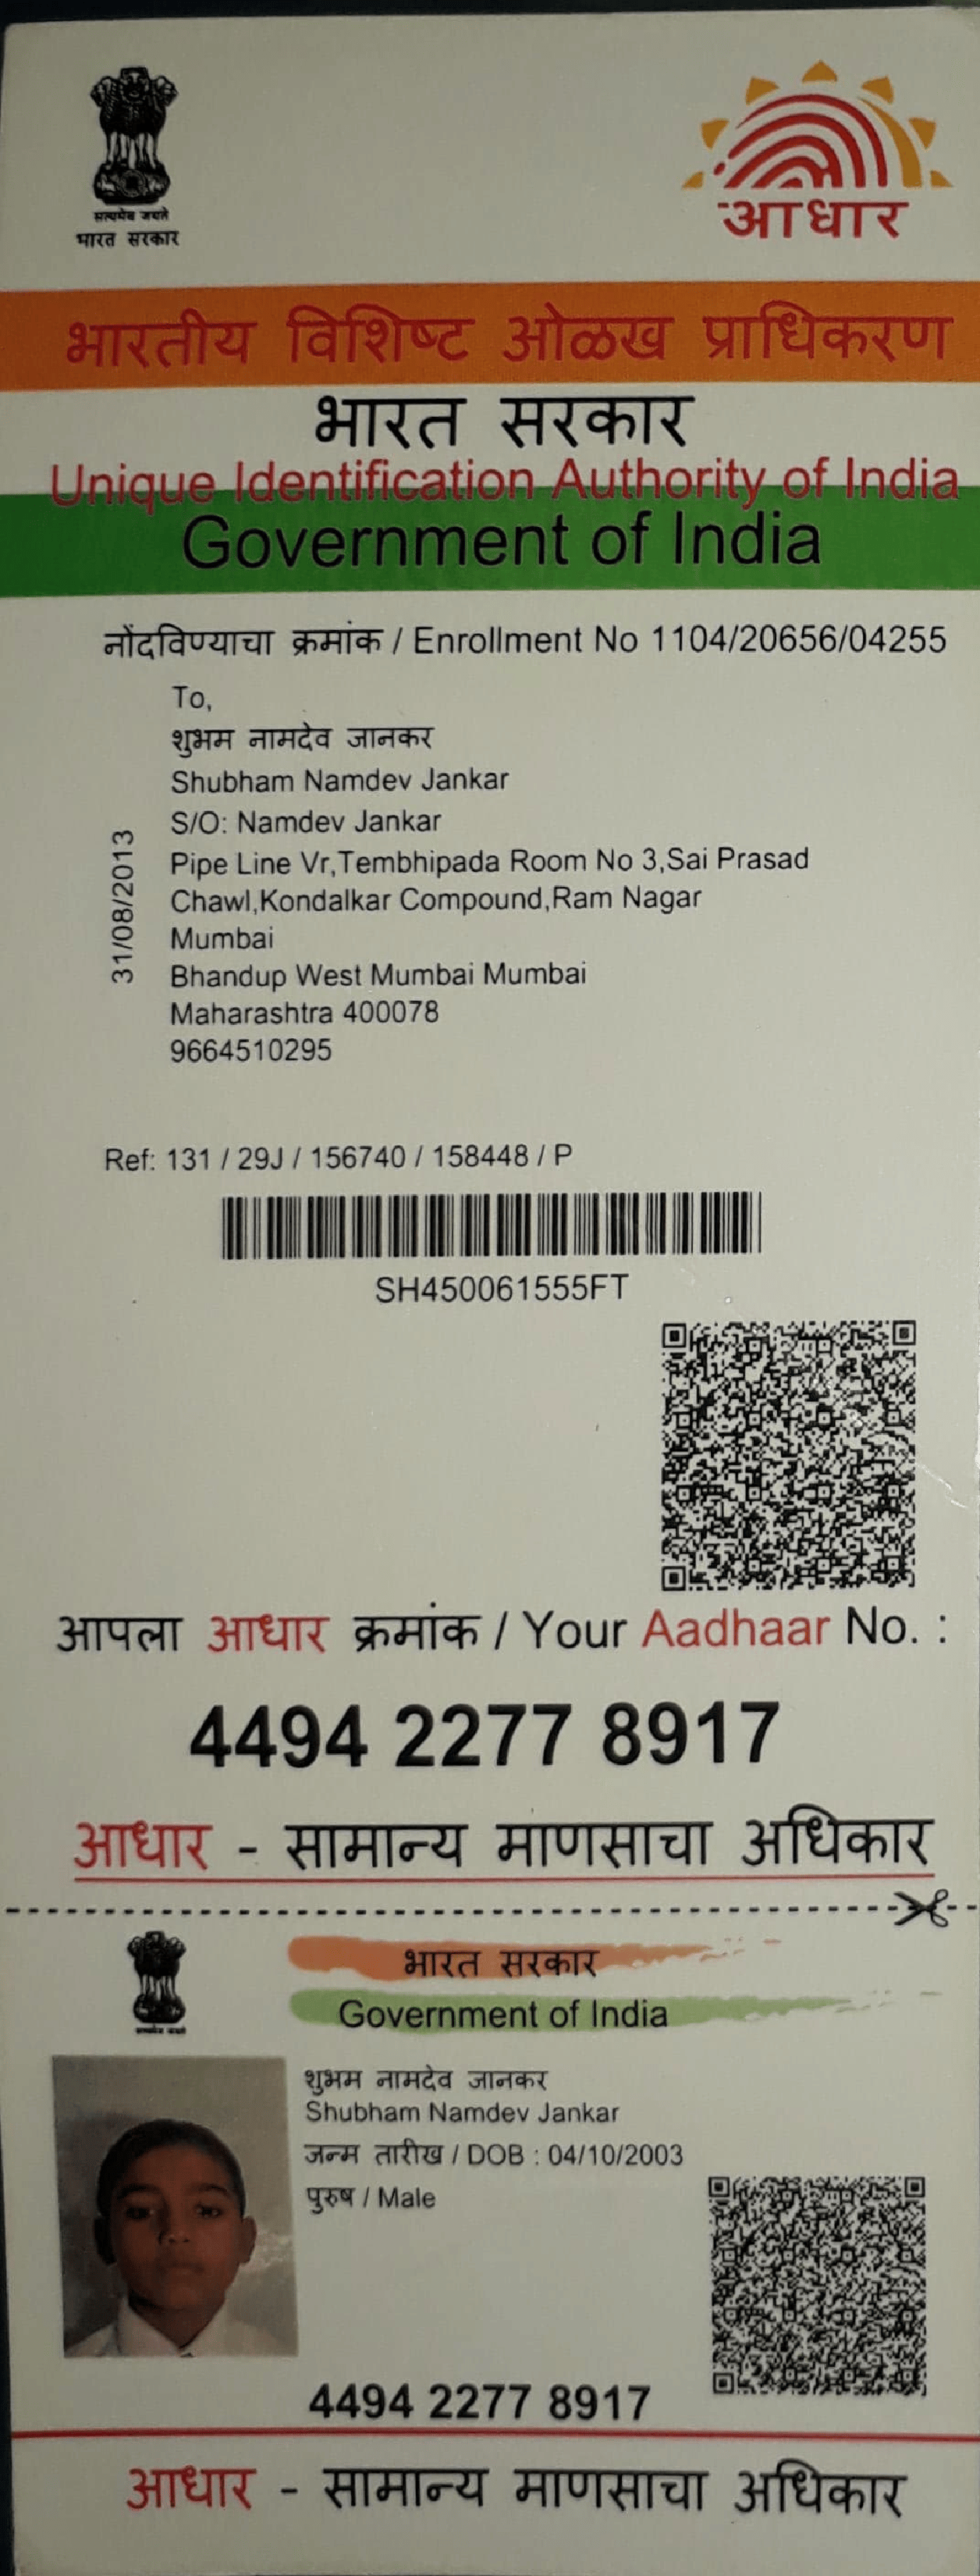 सत्यमेव जयते
भारत सरकार
आधार
भारतीय विशिष्ट ओळख प्राधिकरण
भारत सरकार
Unique Identification Authority of India
Government of India
नोंदविण्याचा क्रमांक / Enrollment No 1104/20656/04255
To,
शुभम नामदेव जानकर
Shubham Namdev Jankar
S/O: Namdev Jankar
Pipe Line Vr,Tembhipada Room No 3,Sai Prasad
Chawl,Kondalkar Compound,Ram Nagar
Mumbai
Bhandup West Mumbai Mumbai
Maharashtra 400078
9664510295
31/08/2013
Ref: 131 / 29J / 156740 / 158448 / P
SH450061555FT
आपला आधार क्रमांक / Your Aadhaar No. :
4494 2277 8917
आधार - सामान्य माणसाचा अधिकार
भारत सरकार
Government of India
शुभम नामदेव जानकर
Shubham Namdev Jankar
जन्म तारीख / DOB : 04/10/2003
पुरुष / Male
4494 2277 8917
आधार - सामान्य माणसाचा अधिकार